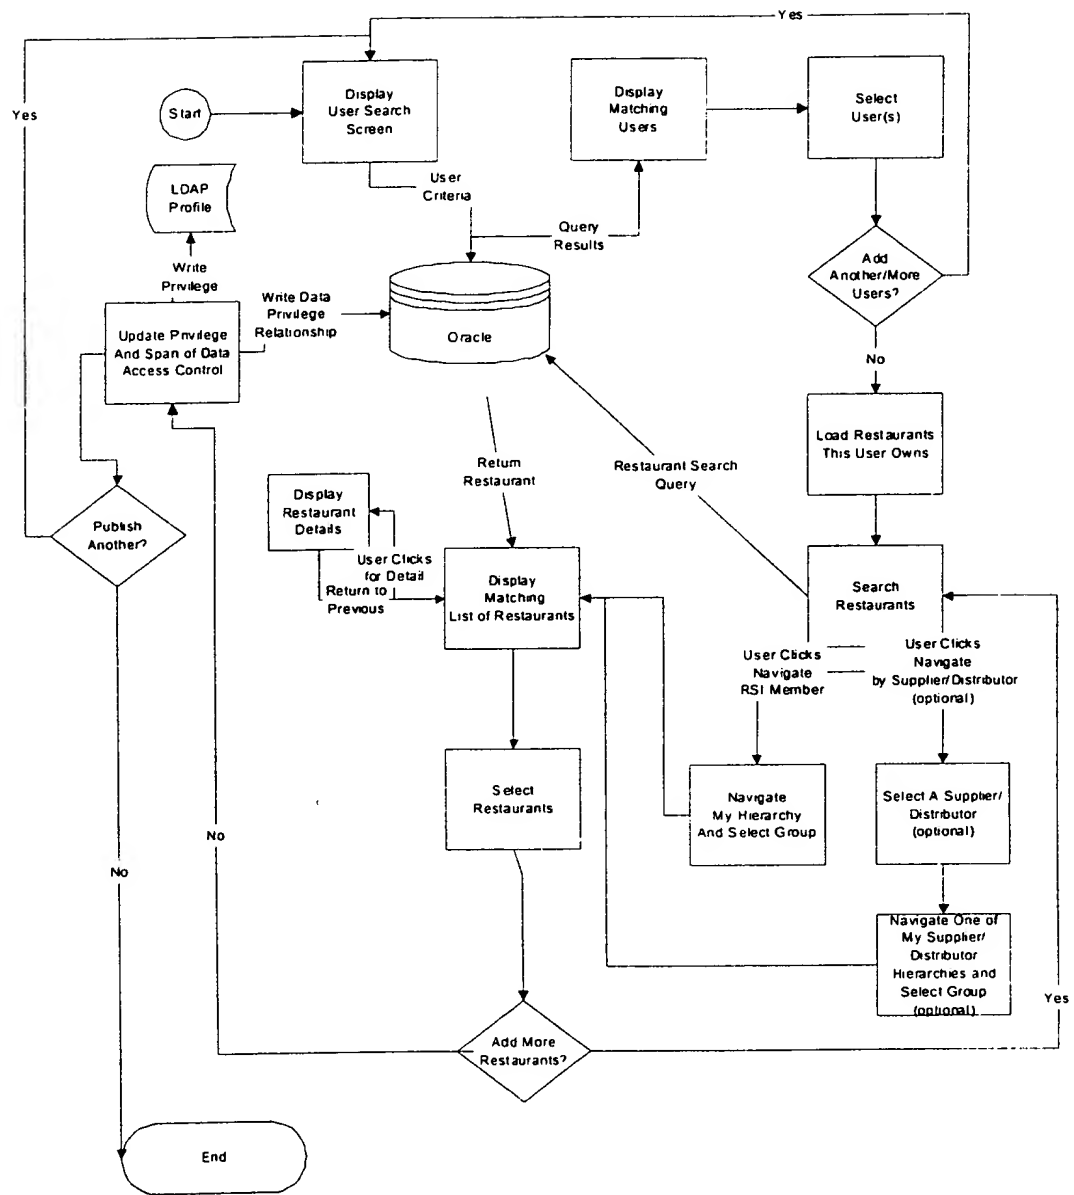 Yes
Yes
Start
Display
User Search
Screen
Display
Matching
Users
Select
User(s)
LDAP
Profile
User
Criteria
Query
Results
Write
Privilege
Write Data
Privilege
Relationship
Add
Another/More
Users?
Update Privilege
And Span of Data
Access Control
Oracle
No
Load Restaurants
This User Owns
Return
Restaurant
Restaurant Search
Query
Display
Restaurant
Details
Publish
Another?
User Clicks
for Detail
Return to
Previous
Display
Matching
List of Restaurants
Search
Restaurants
User Clicks
Navigate
RSI Member
User Clicks
Navigate
by Supplier/Distributor
(optional)
Select
Restaurants
Navigate
My Hierarchy
And Select Group
Select A Supplier/
Distributor
(optional)
No
No
Navigate One of
My Supplier/
Distributor
Hierarchies and
Select Group
(optional)
Yes
Add More
Restaurants?
End